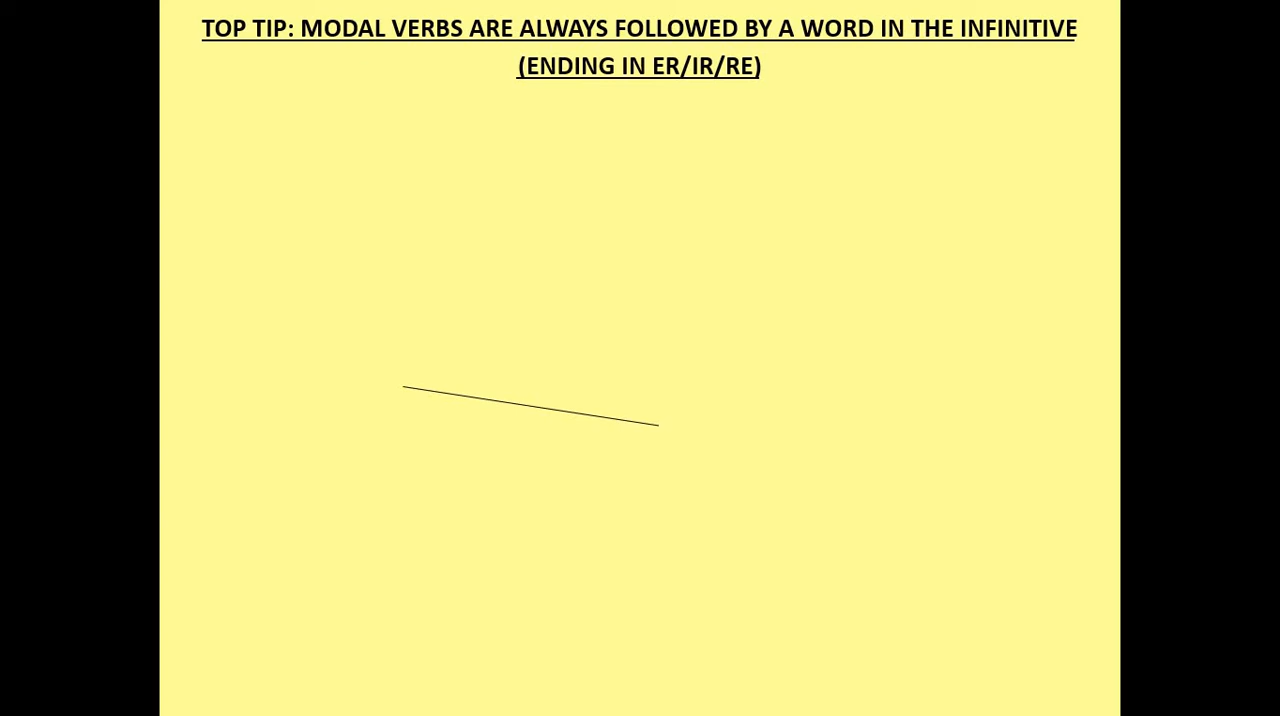 TOP TIP: MODAL VERBS ARE ALWAYS FOLLOWED BY A WORD IN THE INFINITIVE
(ENDING IN ER/IR/RE)